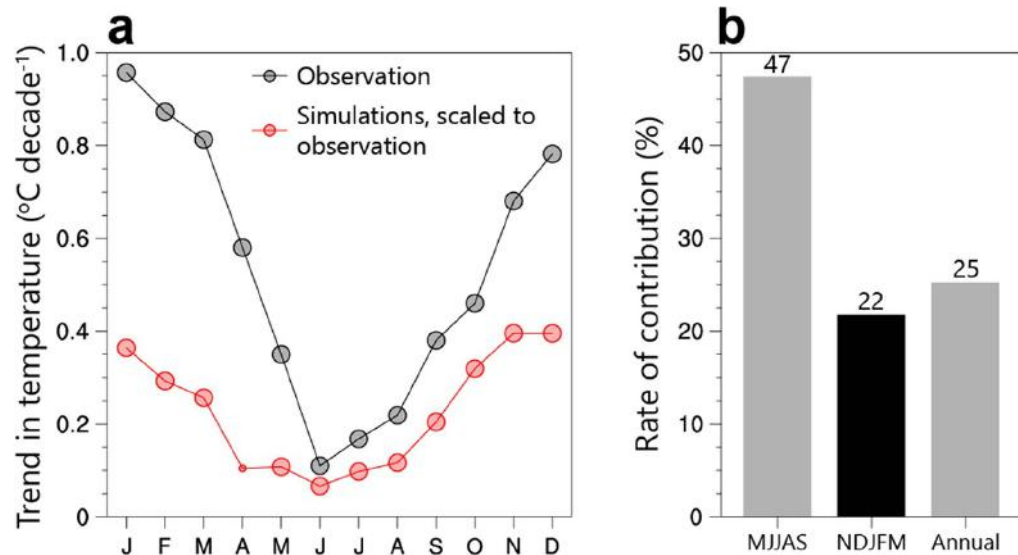 a
Trend in temperature (°C decade⁻¹)
1.0
0.8
0.6
0.4
0.2
0
Observation
Simulations, scaled to
observation
J F M A M J J A S O N D
b
Rate of contribution (%)
50
40
30
20
10
0
47
22
25
MJJAS NDJFM Annual